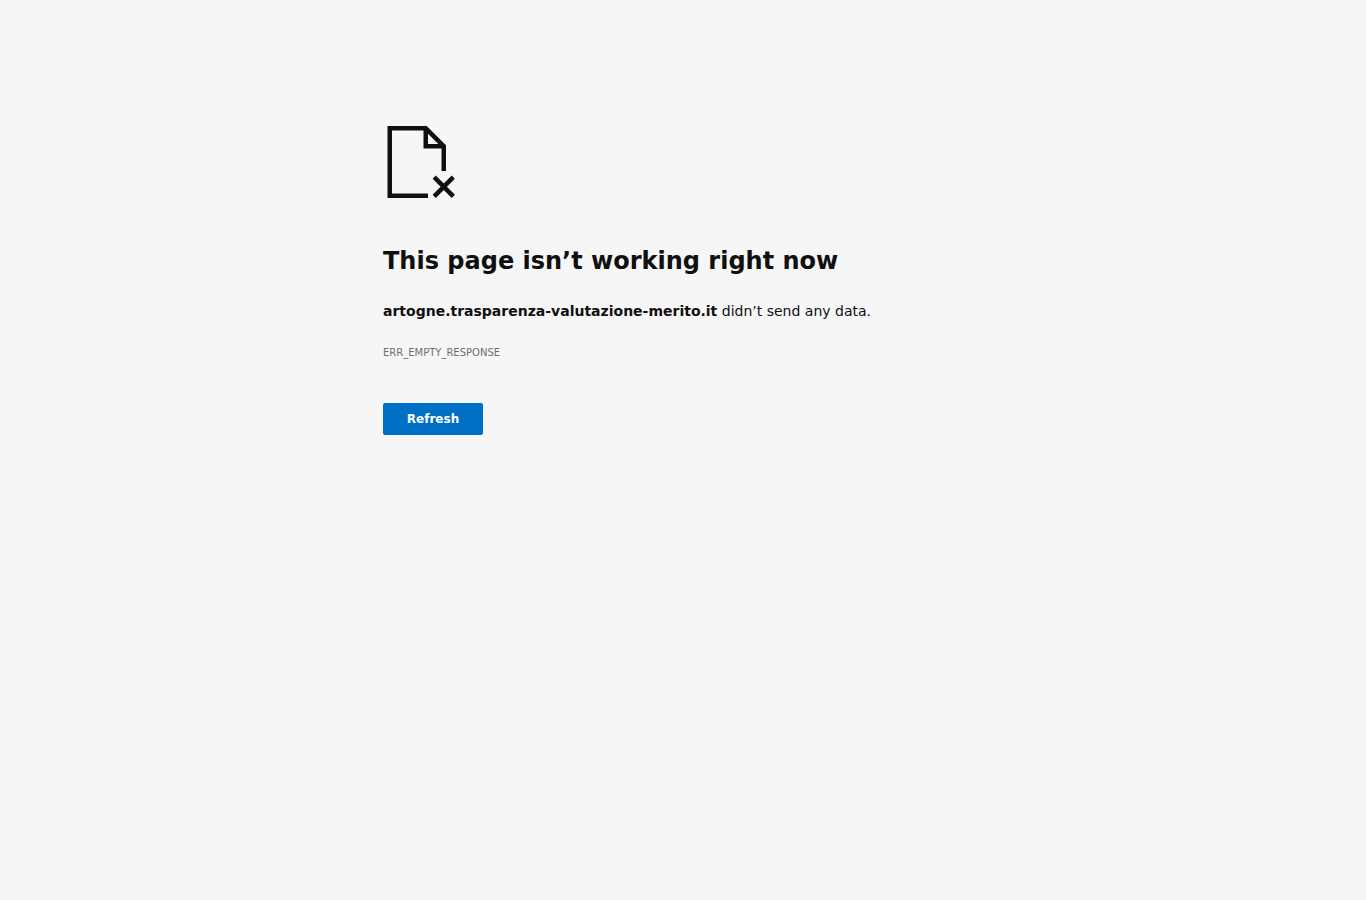 This page isn’t working right now
artogne.trasparenza-valutazione-merito.it didn’t send any data.
ERR_EMPTY_RESPONSE
Refresh